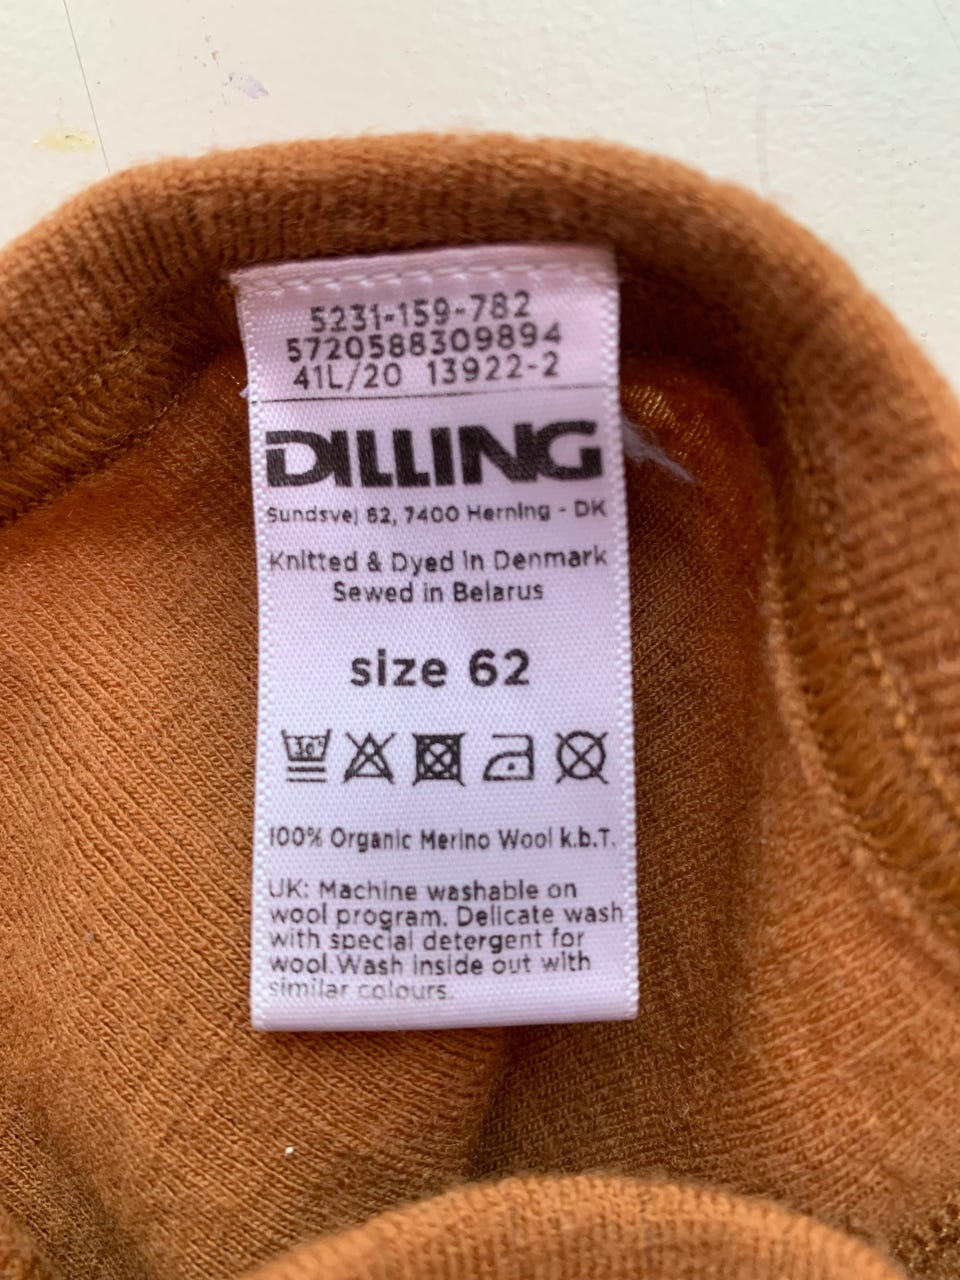 5231-159-782
5720588309894
41L/20 13922-2
DILLING
Sundsvej 62, 7400 Herning - DK
Knitted & Dyed in Denmark
Sewed in Belarus
size 62
30°
100% Organic Merino Wool k.b.T.
UK: Machine washable on
wool program. Delicate wash
with special detergent for
wool.Wash inside out with
similar colours.